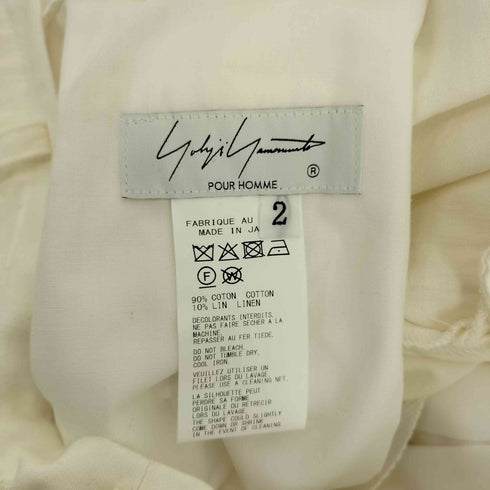 Yohji Yamamoto
®
POUR HOMME
2
FABRIQUE AU
MADE IN JA
F
W
90% COTON COTTON
10% LIN LINEN
DECOLORANTS INTERDITS.
NE PAS FAIRE SECHER A LA
MACHINE.
REPASSER AU FER TIEDE.
DO NOT BLEACH.
DO NOT TUMBLE DRY.
COOL IRON.
VEUILLEZ UTILISER UN
FILET LORS DU LAVAGE.
PLEASE USE A CLEANING NET.
LA SILHOUETTE PEUT
PERDRE SA FORME
ORIGINALE OU RETRECIR
LORS DU LAVAGE.
THE SHAPE COULD SLIGHTLY
COME DOWN OR SHRINK
IN THE EVENT OF CLEANING.